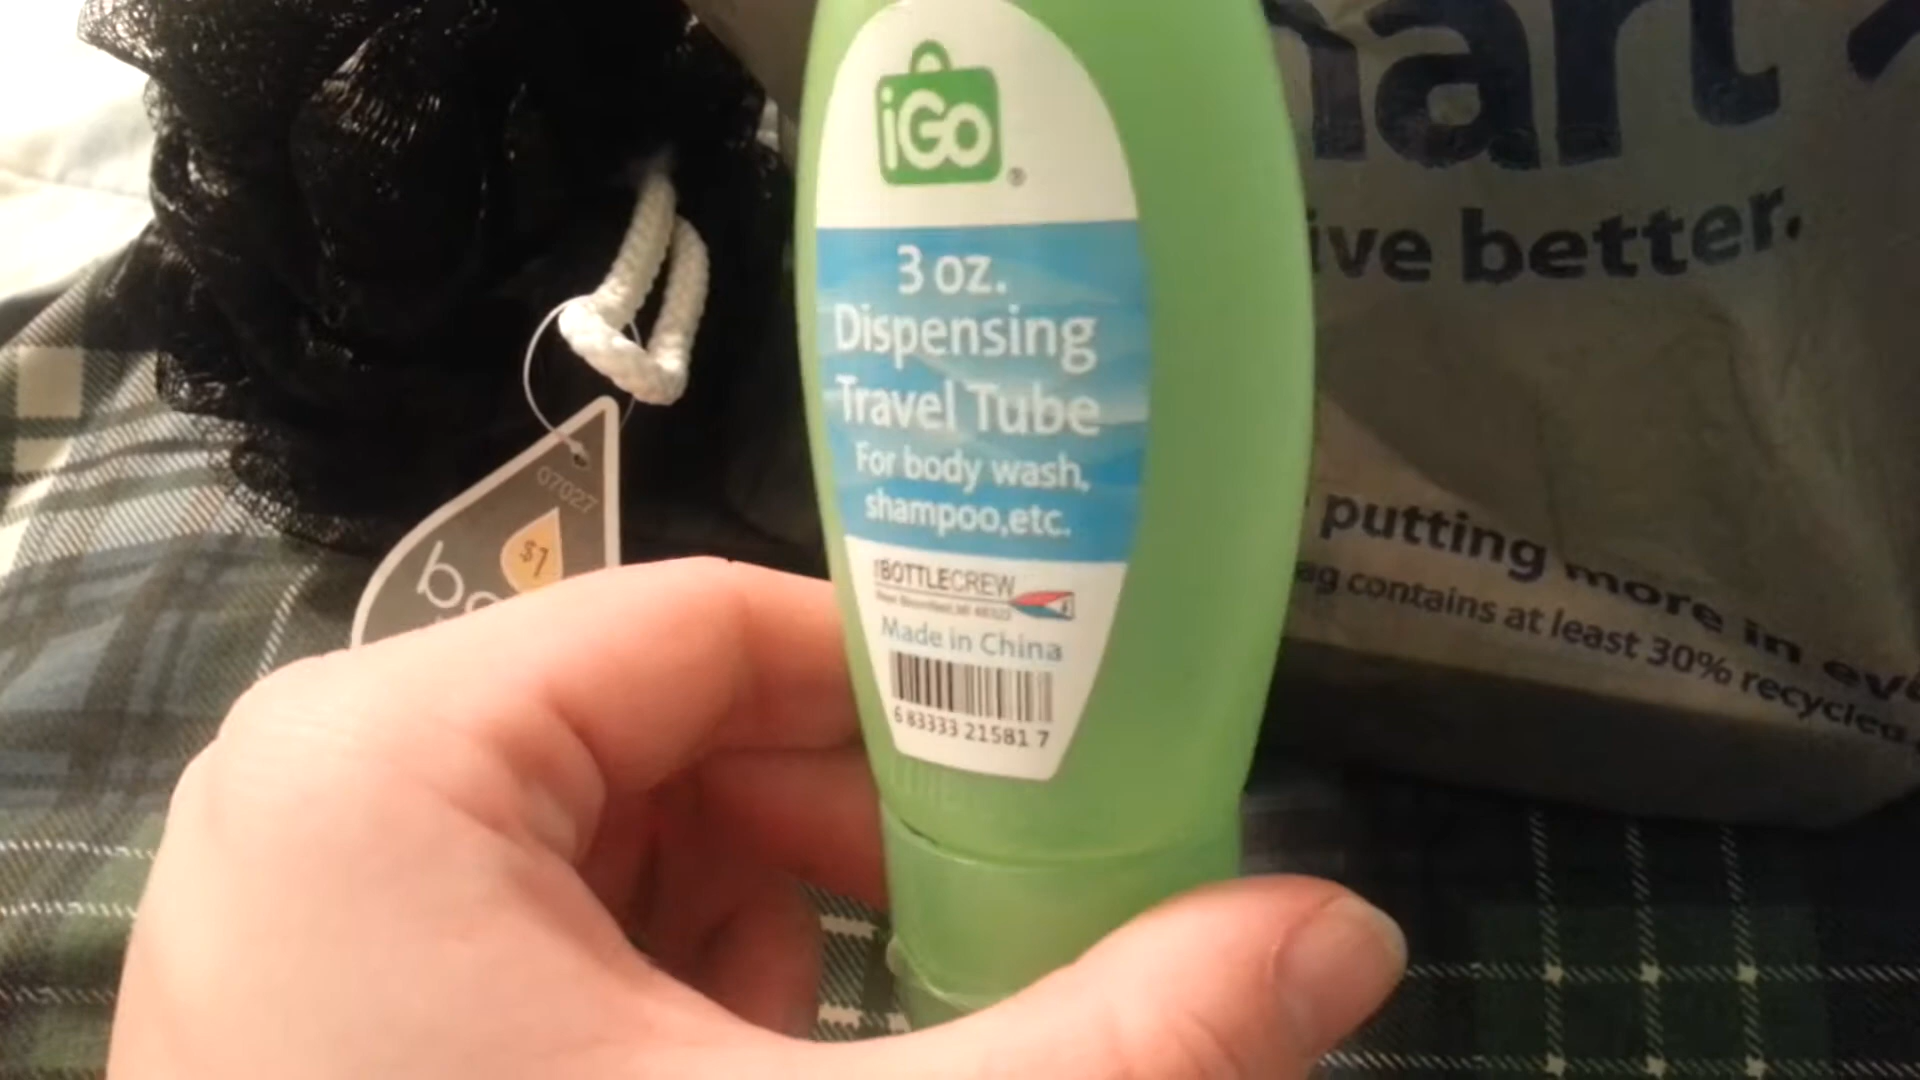 iGo
®
3 oz.
Dispensing
Travel Tube
For body wash,
shampoo,etc.
BOTTLECREW
Made in China
6 83333 21581 7
07027
$1
mart
ive better.
putting more in eve
ag contains at least 30% recycled